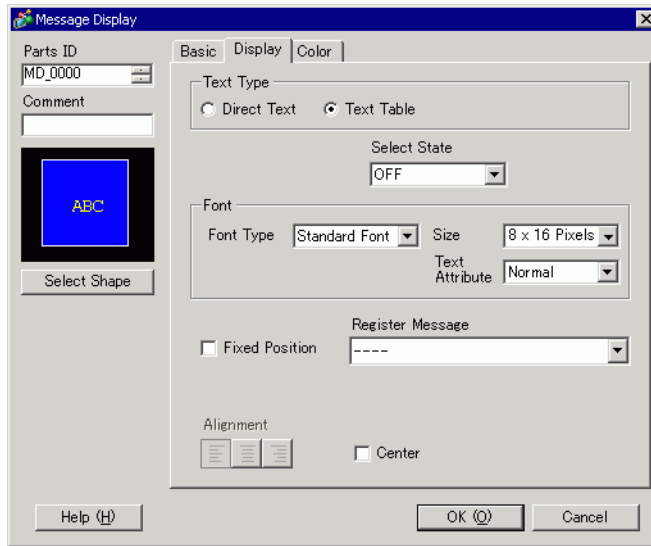 Message Display
Parts ID
MD_0000
Comment
ABC
Select Shape
Basic Display Color
Text Type
Direct Text Text Table
Select State
OFF
Font
Font Type Standard Font Size 8 x 16 Pixels
Text Attribute Normal
Register Message
Fixed Position ----
Alignment
Center
Help (H) OK (O) Cancel